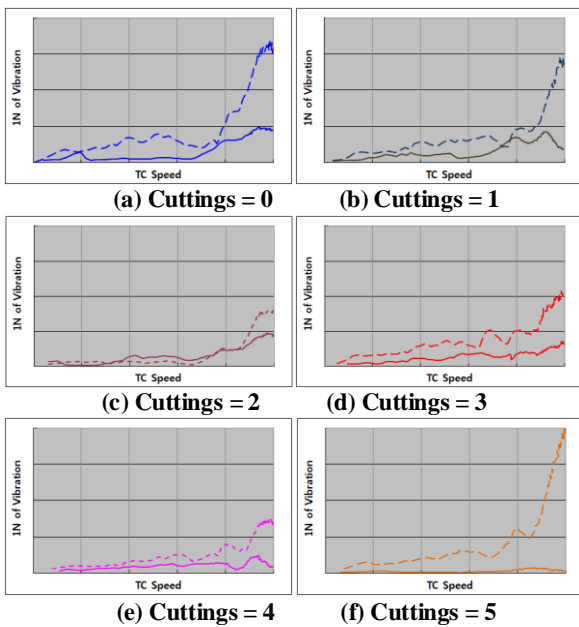 1N of Vibration
TC Speed
(a) Cuttings = 0
1N of Vibration
TC Speed
(b) Cuttings = 1
1N of Vibration
TC Speed
(c) Cuttings = 2
1N of Vibration
TC Speed
(d) Cuttings = 3
1N of Vibration
TC Speed
(e) Cuttings = 4
1N of Vibration
TC Speed
(f) Cuttings = 5